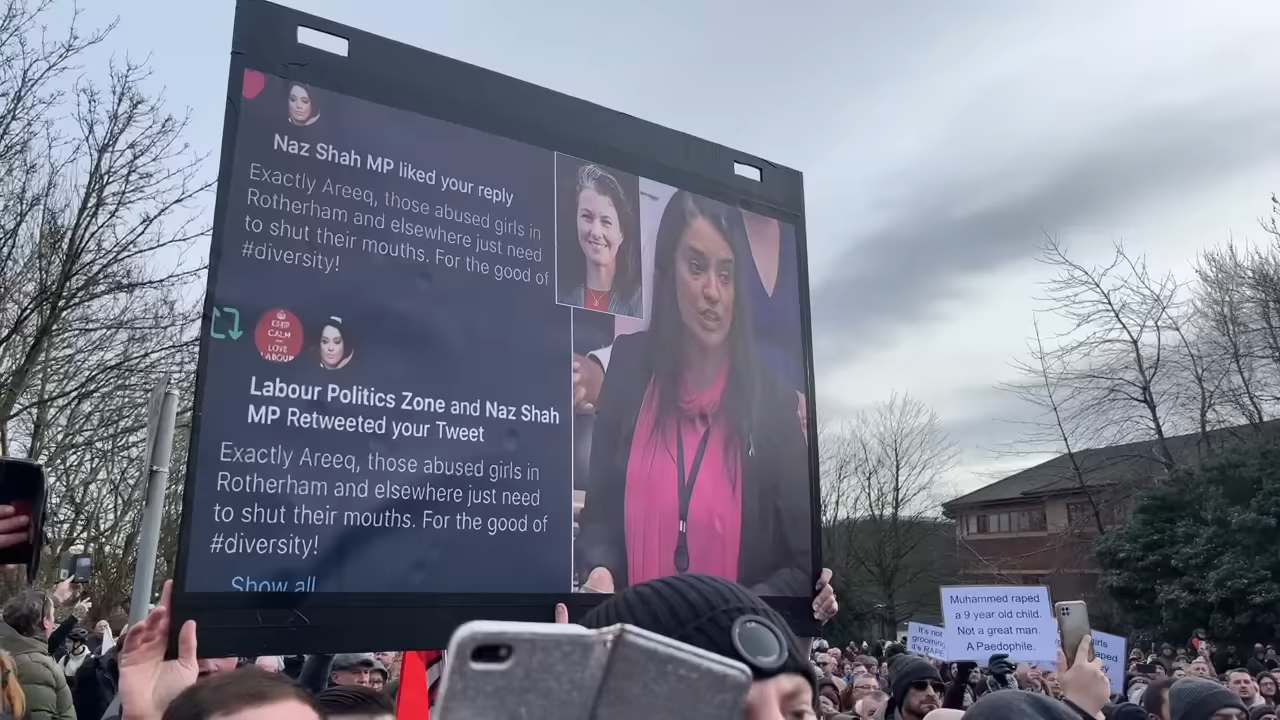 Naz Shah MP liked your reply
Exactly Areeq, those abused girls in
Rotherham and elsewhere just need
to shut their mouths. For the good of
#diversity!
KEEP
CALM
LOVE
LABOUR
Labour Politics Zone and Naz Shah
MP Retweeted your Tweet
Exactly Areeq, those abused girls in
Rotherham and elsewhere just need
to shut their mouths. For the good of
#diversity!
Show all
It's not
grooming
it's RAPE
Muhammed raped
a 9 year old child.
Not a great man.
A Paedophile.
girls